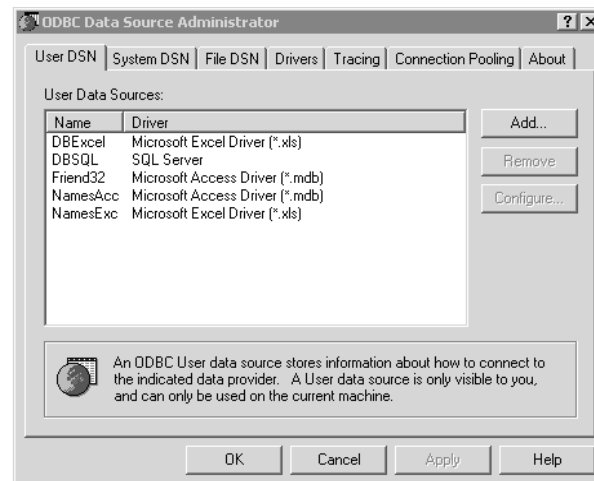 ODBC Data Source Administrator
User DSN System DSN File DSN Drivers Tracing Connection Pooling About
User Data Sources:
Name Driver
DBExcel Microsoft Excel Driver (*.xls)
DBSQL SQL Server
Friend32 Microsoft Access Driver (*.mdb)
NamesAcc Microsoft Access Driver (*.mdb)
NamesExc Microsoft Excel Driver (*.xls)
Add...
Remove
Configure...
An ODBC User data source stores information about how to connect to
the indicated data provider. A User data source is only visible to you,
and can only be used on the current machine.
OK Cancel Apply Help